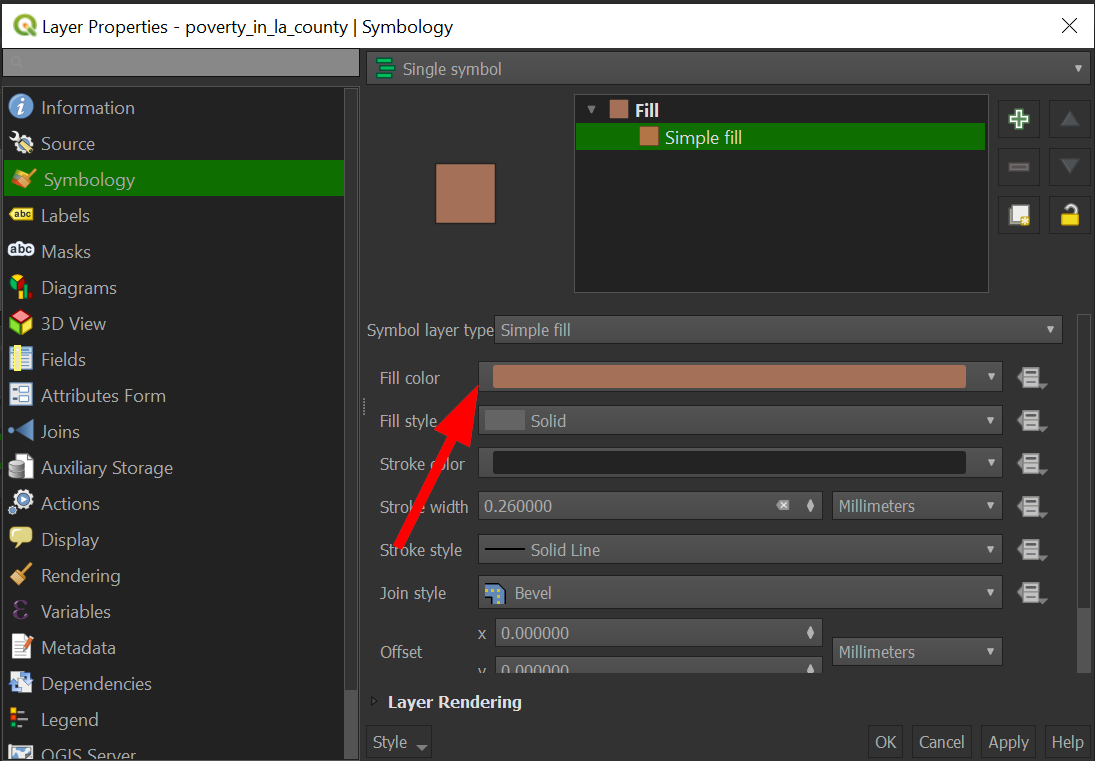 Layer Properties - poverty_in_la_county | Symbology
Single symbol
Information
Source
Symbology
abc Labels
abc Masks
Diagrams
3D View
Fields
Attributes Form
Joins
Auxiliary Storage
Actions
Display
Rendering
ε Variables
Metadata
Dependencies
Legend
QGIS Server
Fill
Simple fill
Symbol layer type Simple fill
Fill color
Fill style Solid
Stroke color
Stroke width 0.260000 Millimeters
Stroke style Solid Line
Join style Bevel
x 0.000000
Offset Millimeters
y 0.000000
Layer Rendering
Style OK Cancel Apply Help